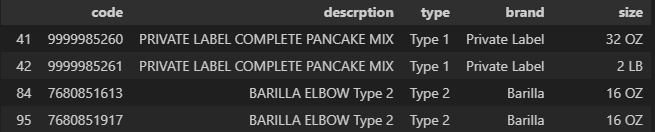 code descrption type brand size
41 9999985260 PRIVATE LABEL COMPLETE PANCAKE MIX Type 1 Private Label 32 OZ
42 9999985261 PRIVATE LABEL COMPLETE PANCAKE MIX Type 1 Private Label 2 LB
84 7680851613 BARILLA ELBOW Type 2 Type 2 Barilla 16 OZ
95 7680851917 BARILLA ELBOW Type 2 Type 2 Barilla 16 OZ